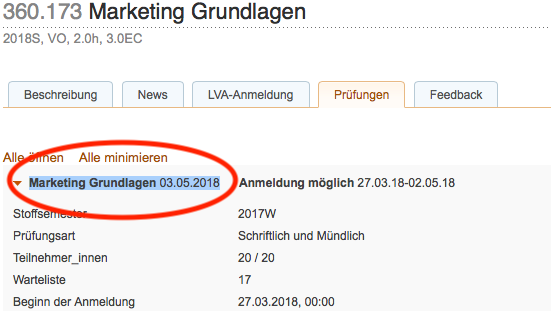 360.173 Marketing Grundlagen
2018S, VO, 2.0h, 3.0EC
Beschreibung News LVA-Anmeldung Prüfungen Feedback
Alle öffnen Alle minimieren
Marketing Grundlagen 03.05.2018 Anmeldung möglich 27.03.18-02.05.18
Stoffsemester 2017W
Prüfungsart Schriftlich und Mündlich
Teilnehmer_innen 20 / 20
Warteliste 17
Beginn der Anmeldung 27.03.2018, 00:00